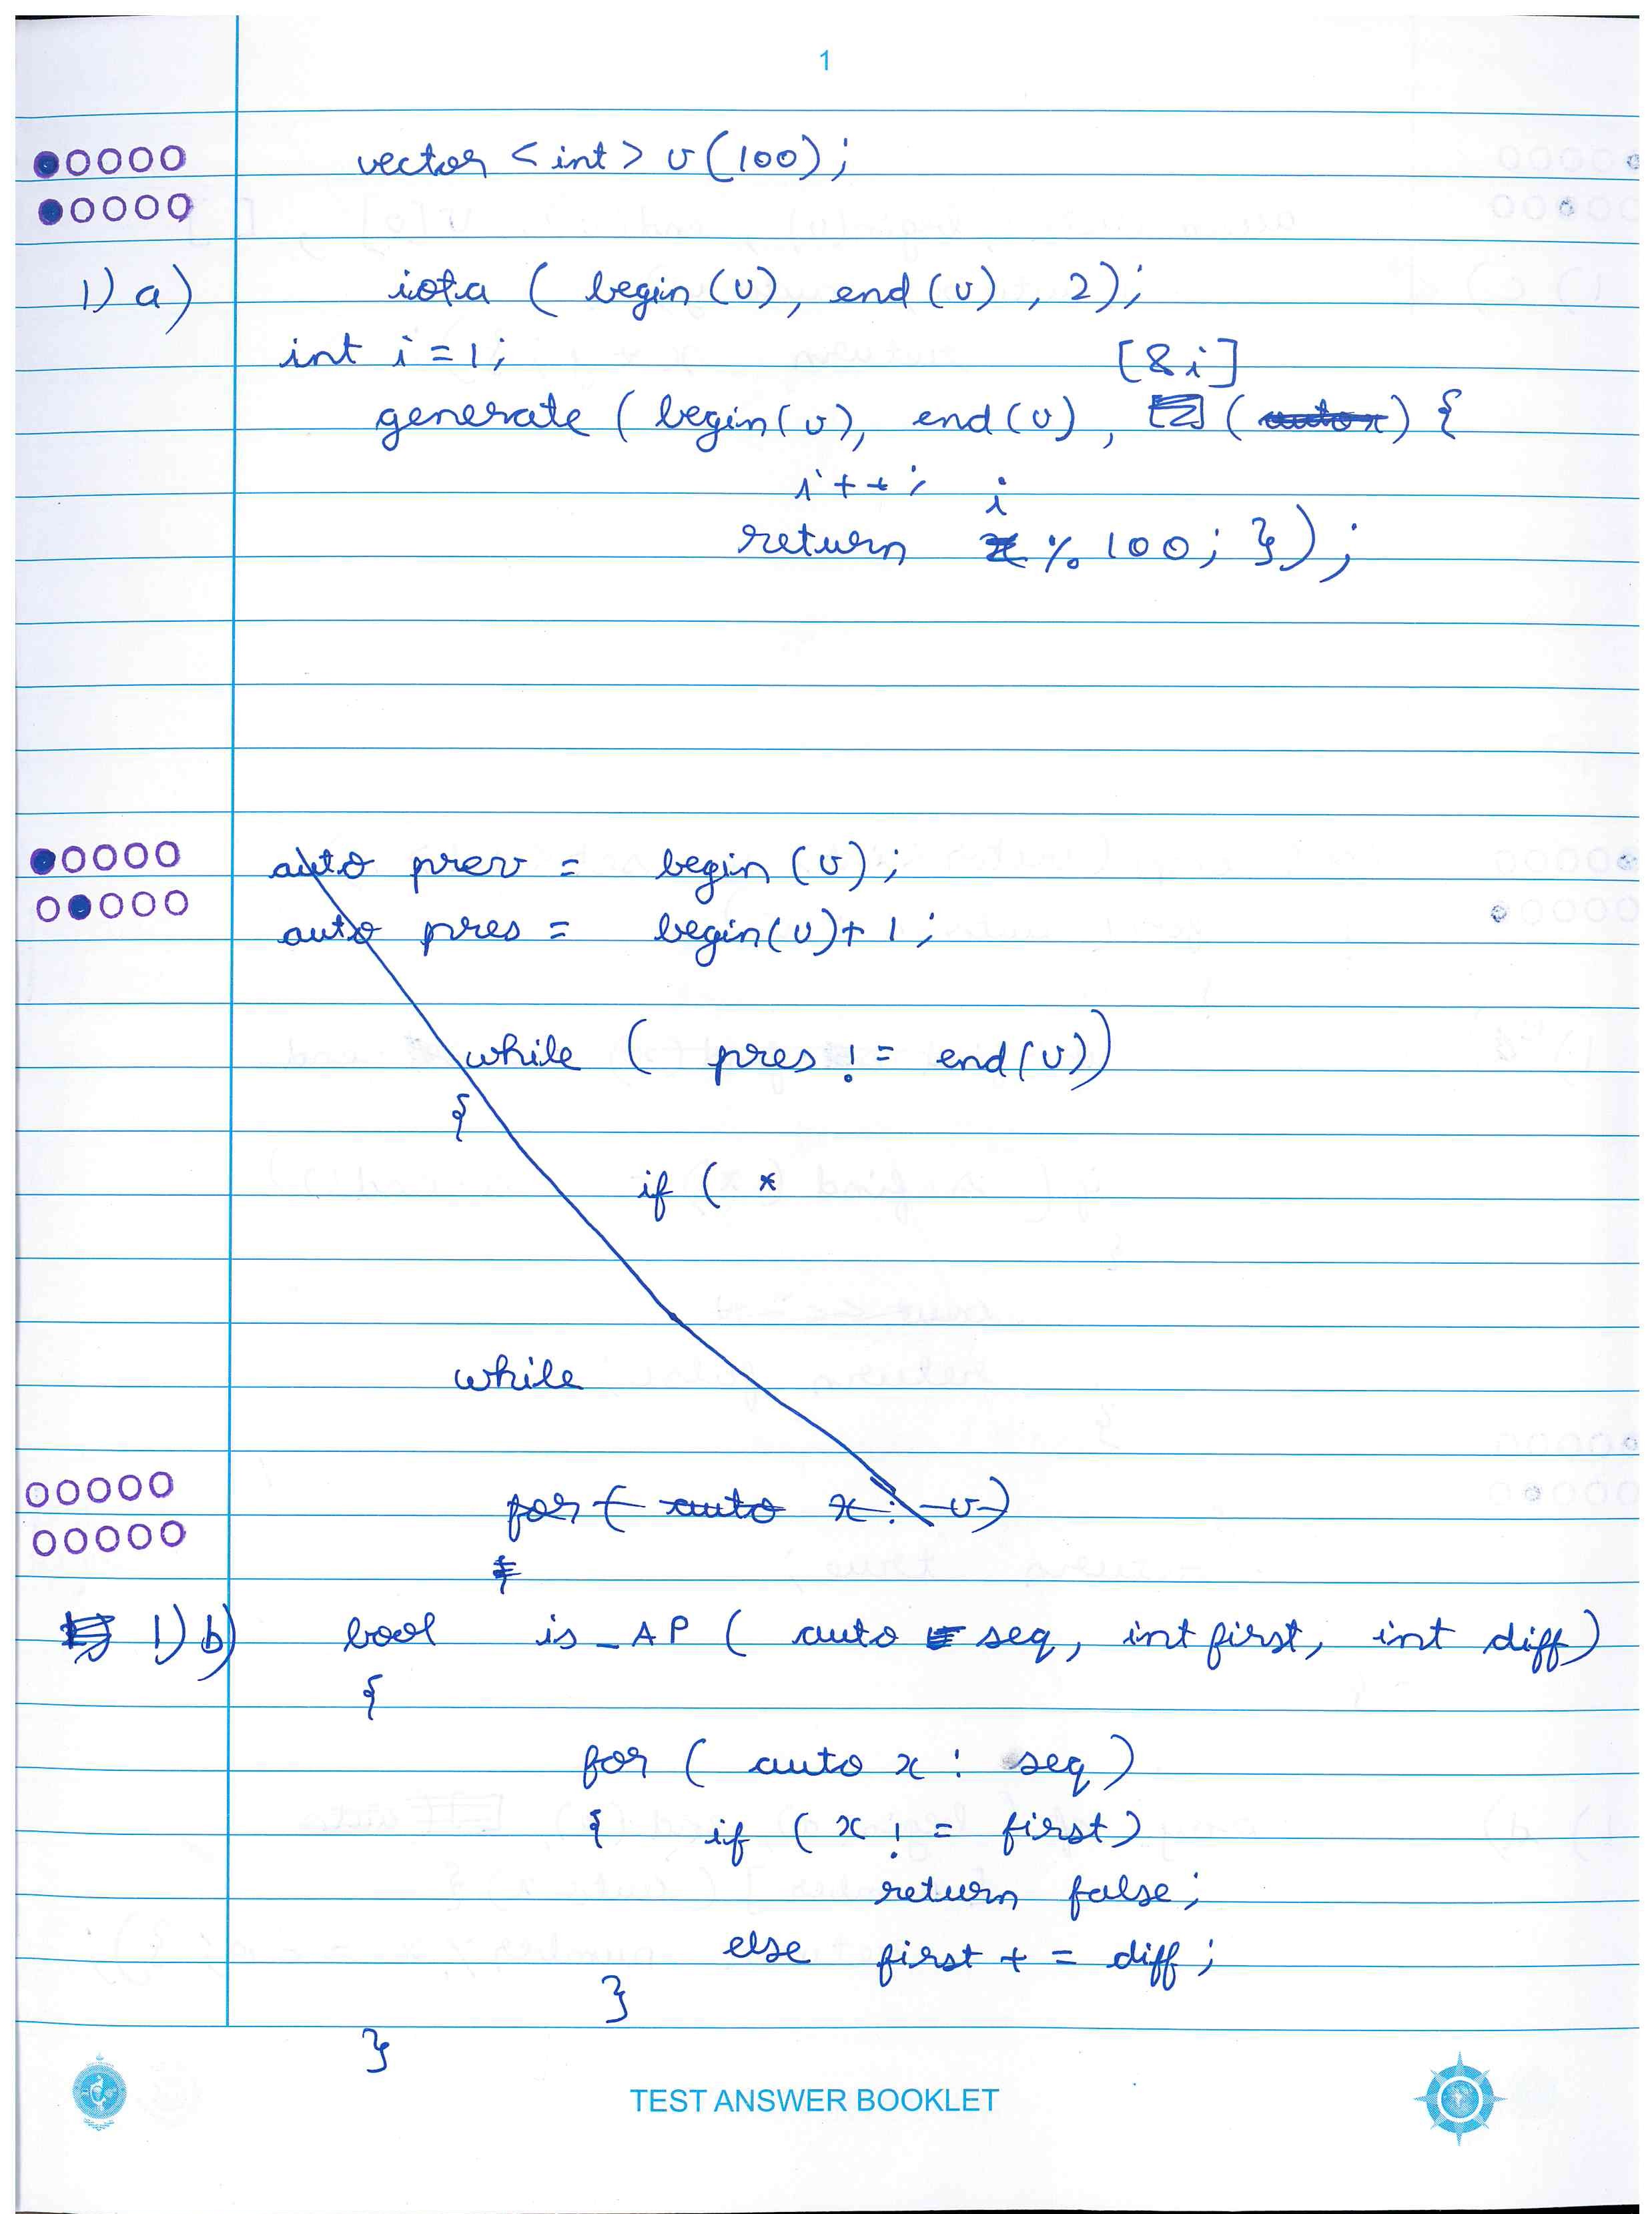 1
vector <int> v(100);
1) a) iota ( begin(v), end(v), 2);
int i = 1;
[&i]
generate ( begin(v), end(v), ( auto x ) {
i++;
i
return x % 100; });
auto prev = begin(v);
auto pres = begin(v)+1;
while ( pres != end(v))
{
if ( *
while
for ( auto x : v)
{
1) b) bool is_AP ( auto seq, int first, int diff)
{
for ( auto x : seq)
{ if ( x != first)
return false;
else first += diff;
}
}
TEST ANSWER BOOKLET